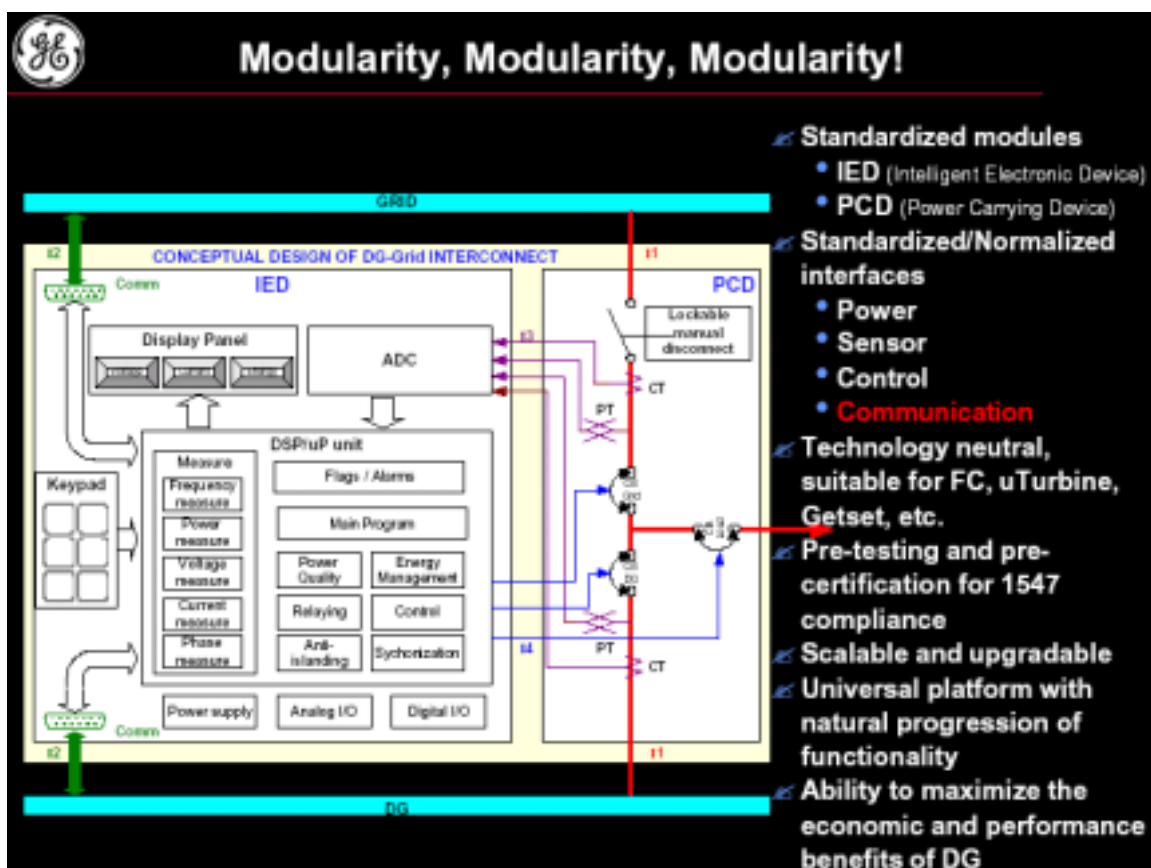 GE
Modularity, Modularity, Modularity!
Standardized modules
IED (Intelligent Electronic Device)
PCD (Power Carrying Device)
Standardized/Normalized
interfaces
Power
Sensor
Control
Communication
Technology neutral,
suitable for FC, uTurbine,
Getset, etc.
Pre-testing and pre-
certification for 1547
compliance
Scalable and upgradable
Universal platform with
natural progression of
functionality
Ability to maximize the
economic and performance
benefits of DG
GRID
CONCEPTUAL DESIGN OF DG-Grid INTERCONNECT
IED
PCD
Comm
Display Panel
ADC
Lockable
manual
disconnect
CT
PT
DSP/uP unit
Measure
Frequency
measure
Power
measure
Voltage
measure
Current
measure
Phase
measure
Flags / Alarms
Main Program
Power
Quality
Energy
Management
Relaying
Control
Anti-
islanding
Sychonization
Keypad
PT
CT
Power supply
Analog I/O
Digital I/O
Comm
DG